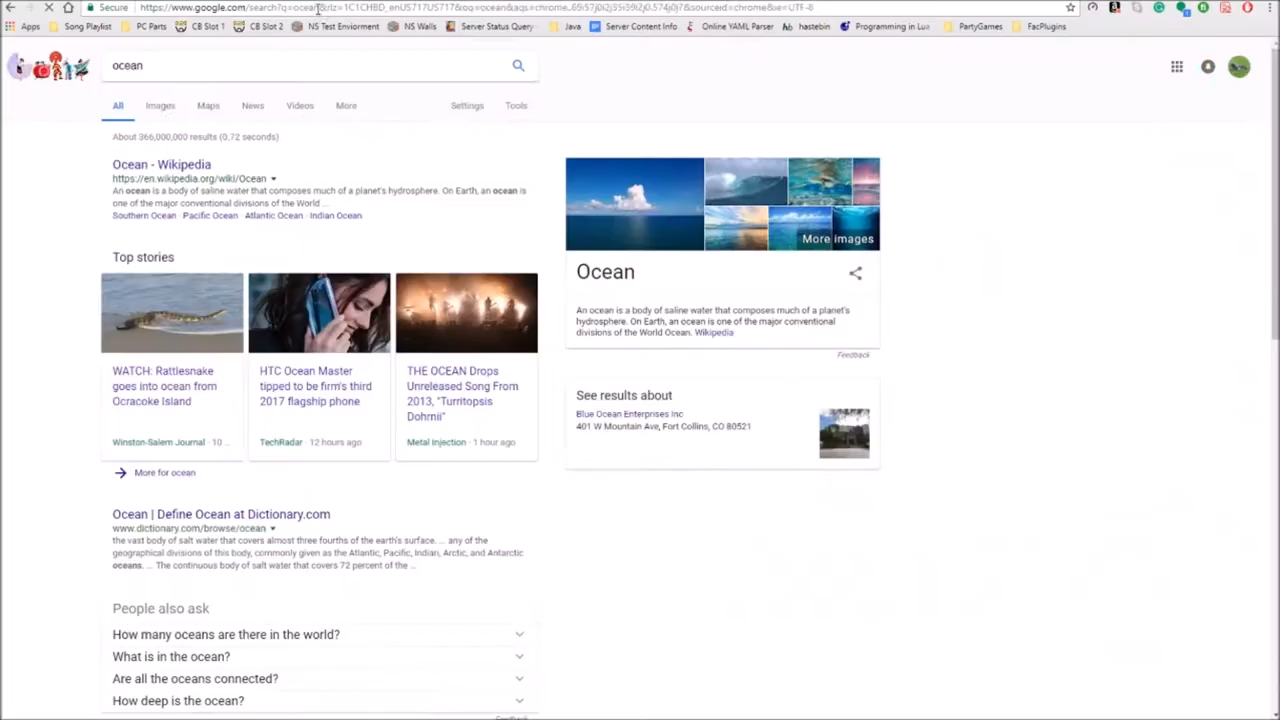 Secure https://www.google.com/search?q=ocean
Apps Song Playlist PC Parts CB Slot 1 CB Slot 2 NS Test Enviorment NS Walls Server Status Query Java Server Content Info Online YAML Parser hastebin Programming in Lua PartyGames FacPlugins
ocean
All Images Maps News Videos More Settings Tools
About 366,000,000 results (0.72 seconds)
Ocean - Wikipedia
https://en.wikipedia.org/wiki/Ocean
An ocean is a body of saline water that composes much of a planet's hydrosphere. On Earth, an ocean is
one of the major conventional divisions of the World ...
Southern Ocean · Pacific Ocean · Atlantic Ocean · Indian Ocean
Top stories
WATCH: Rattlesnake
goes into ocean from
Ocracoke Island
Winston-Salem Journal · 10 ...
HTC Ocean Master
tipped to be firm's third
2017 flagship phone
TechRadar · 12 hours ago
THE OCEAN Drops
Unreleased Song From
2013, "Turritopsis
Dohrnii"
Metal Injection · 1 hour ago
More for ocean
Ocean | Define Ocean at Dictionary.com
www.dictionary.com/browse/ocean
the vast body of salt water that covers almost three fourths of the earth's surface. ... any of the
geographical divisions of this body, commonly given as the Atlantic, Pacific, Indian, Arctic, and Antarctic
oceans. ... The continuous body of salt water that covers 72 percent of the ...
People also ask
How many oceans are there in the world?
What is in the ocean?
Are all the oceans connected?
How deep is the ocean?
Feedback
More images
Ocean
An ocean is a body of saline water that composes much of a planet's
hydrosphere. On Earth, an ocean is one of the major conventional
divisions of the World Ocean. Wikipedia
Feedback
See results about
Blue Ocean Enterprises Inc
401 W Mountain Ave, Fort Collins, CO 80521